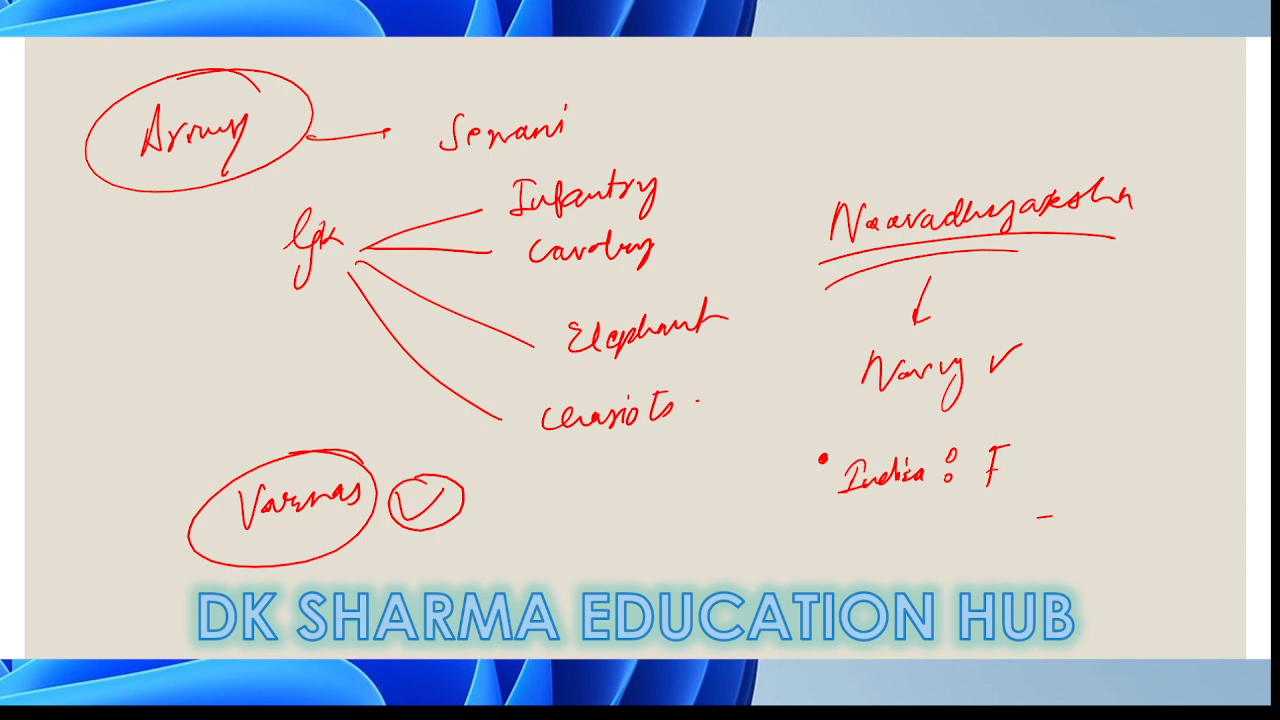 Army — Senani
Infantry
Cavalry
Elephant
Chariots
Varnas
Naavadhyaksha
Navy
India : F
DK SHARMA EDUCATION HUB